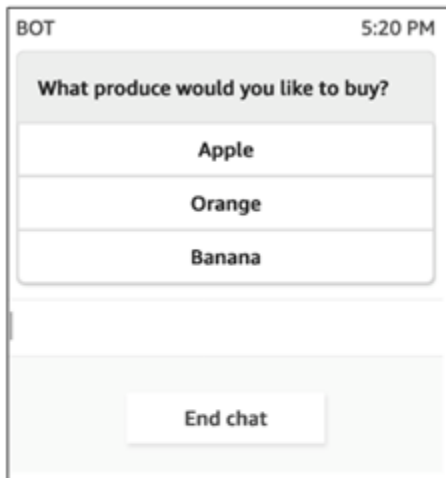 BOT 5:20 PM
What produce would you like to buy?
Apple
Orange
Banana
End chat